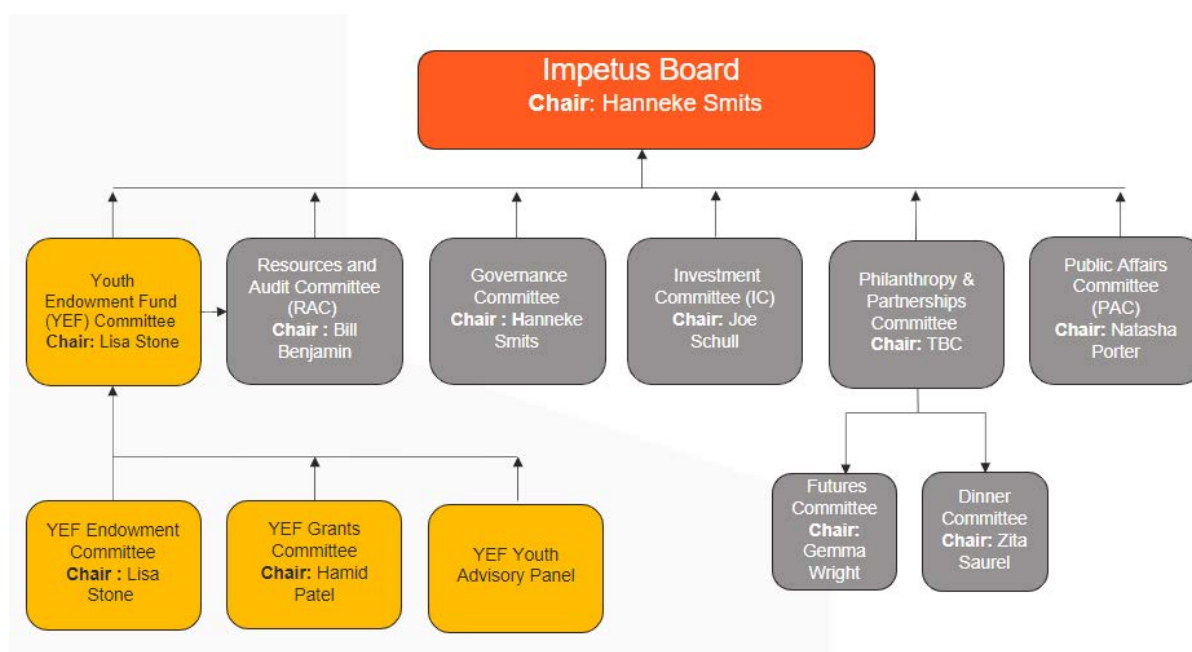 Impetus Board
Chair: Hanneke Smits
Youth
Endowment Fund
(YEF) Committee
Chair: Lisa Stone
Resources and
Audit Committee
(RAC)
Chair : Bill
Benjamin
Governance
Committee
Chair : Hanneke
Smits
Investment
Committee (IC)
Chair: Joe
Schull
Philanthropy &
Partnerships
Committee
Chair: TBC
Public Affairs
Committee
(PAC)
Chair: Natasha
Porter
YEF Endowment
Committee
Chair : Lisa
Stone
YEF Grants
Committee
Chair: Hamid
Patel
YEF Youth
Advisory Panel
Futures
Committee
Chair:
Gemma
Wright
Dinner
Committee
Chair: Zita
Saurel